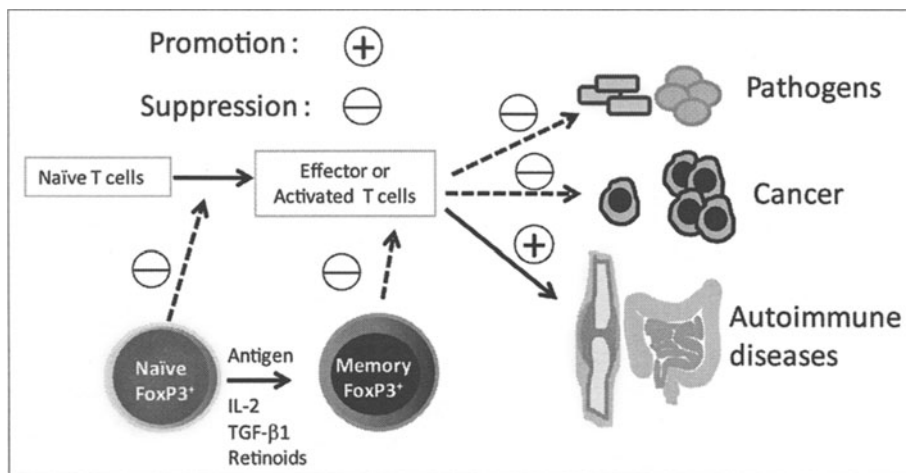 Promotion : +
Suppression : −
Pathogens
Naïve T cells
Effector or
Activated T cells
−
−
+
Cancer
−
−
Autoimmune
diseases
Naïve
FoxP3⁺
Antigen
IL-2
TGF-β1
Retinoids
Memory
FoxP3⁺